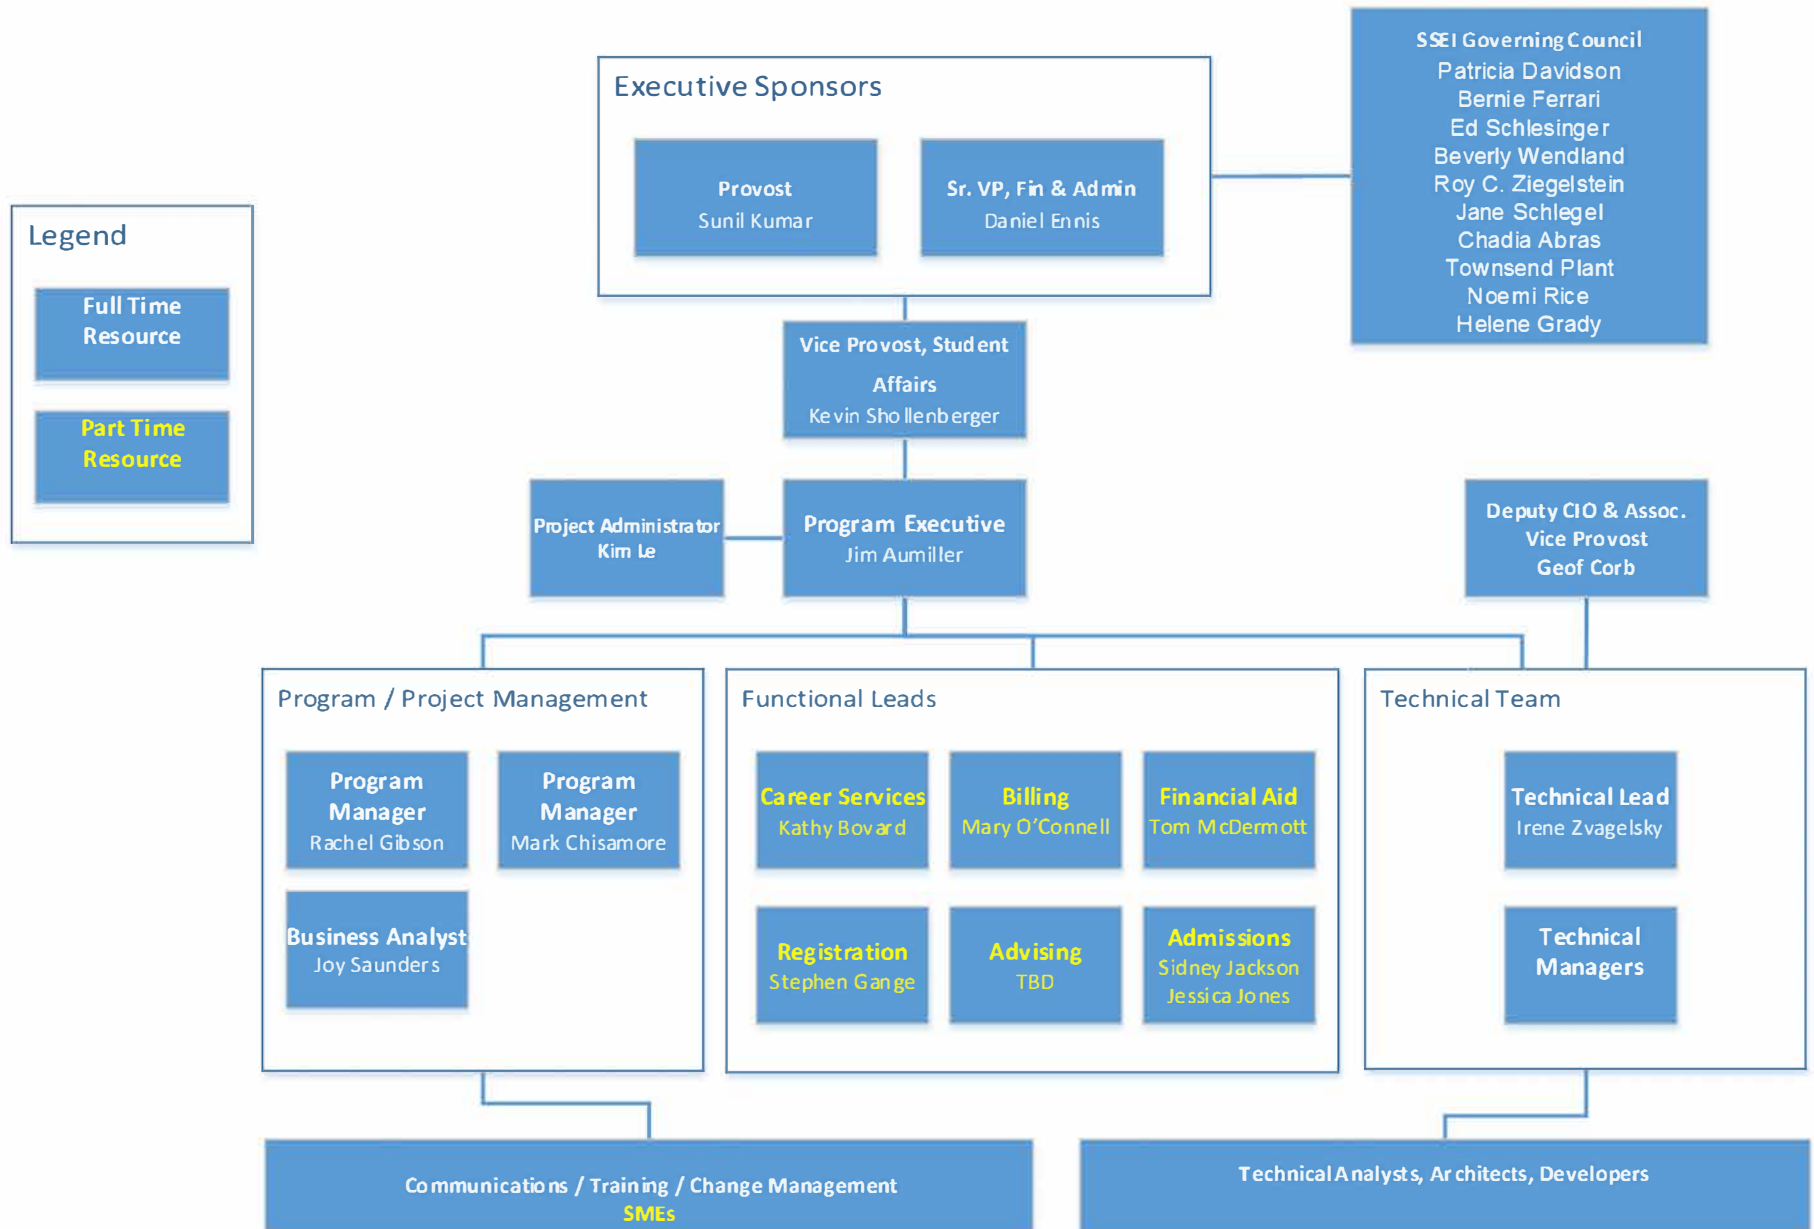 SSEI Governing Council
Patricia Davidson
Bernie Ferrari
Ed Schlesinger
Beverly Wendland
Roy C. Ziegelstein
Jane Schlegel
Chadia Abras
Townsend Plant
Noemi Rice
Helene Grady
Executive Sponsors
Provost
Sunil Kumar
Sr. VP, Fin & Admin
Daniel Ennis
Legend
Full Time
Resource
Part Time
Resource
Vice Provost, Student
Affairs
Kevin Shollenberger
Project Administrator
Kim Le
Program Executive
Jim Aumiller
Deputy CIO & Assoc.
Vice Provost
Geof Corb
Program / Project Management
Program
Manager
Rachel Gibson
Program
Manager
Mark Chisamore
Business Analyst
Joy Saunders
Functional Leads
Career Services
Kathy Bovard
Billing
Mary O'Connell
Financial Aid
Tom McDermott
Registration
Stephen Gange
Advising
TBD
Admissions
Sidney Jackson
Jessica Jones
Technical Team
Technical Lead
Irene Zvagelsky
Technical
Managers
Communications / Training / Change Management
SMEs
Technical Analysts, Architects, Developers